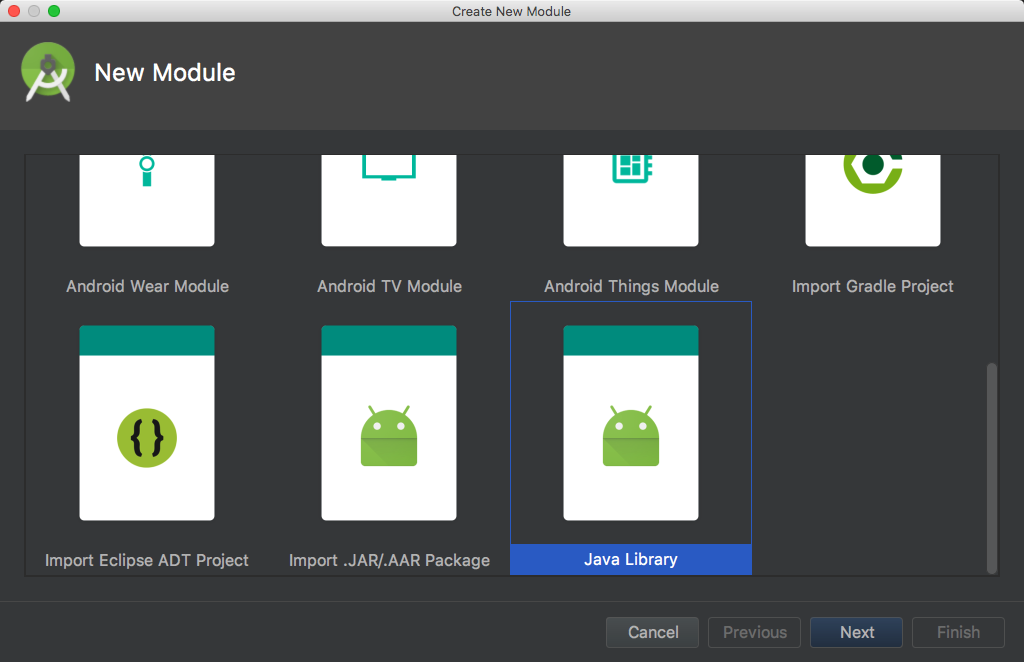 Create New Module
New Module
Android Wear Module
Android TV Module
Android Things Module
Import Gradle Project
{}
Import Eclipse ADT Project
Import .JAR/.AAR Package
Java Library
Cancel
Previous
Next
Finish